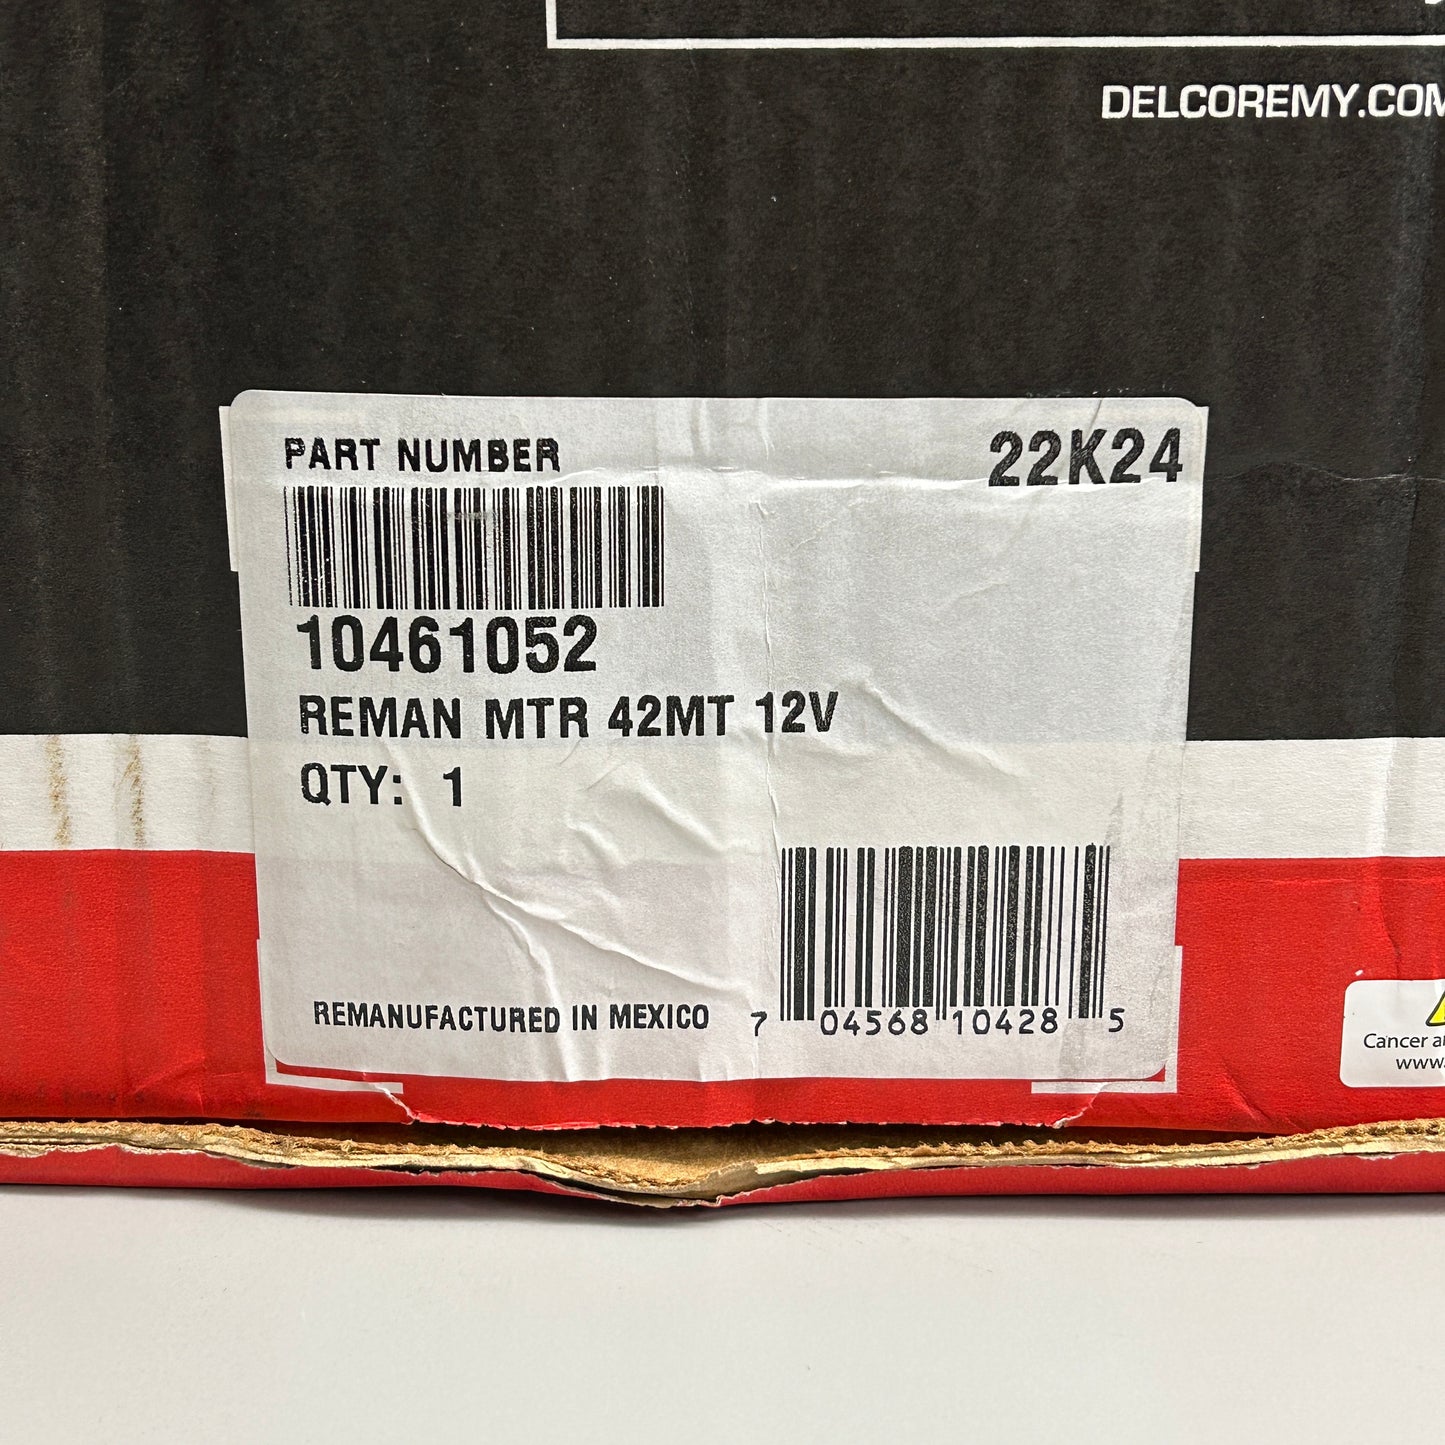 DELCOREMY.COM
PART NUMBER
22K24
10461052
REMAN MTR 42MT 12V
QTY: 1
REMANUFACTURED IN MEXICO
7 04568 10428 5
Cancer
www.